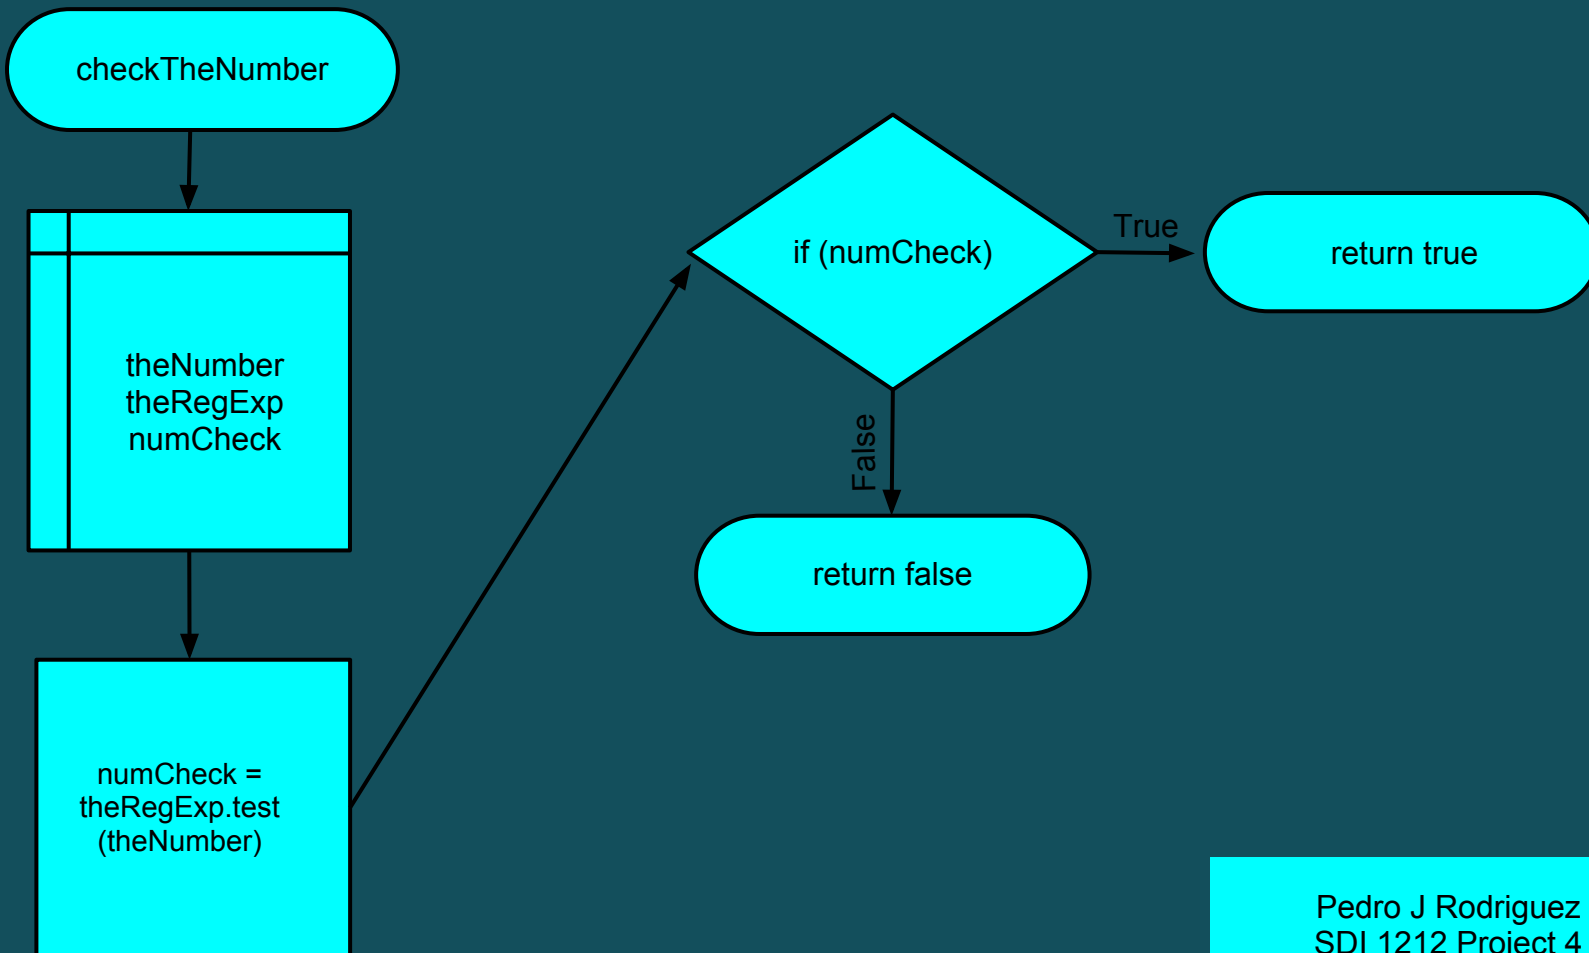 checkTheNumber
theNumber
theRegExp
numCheck
numCheck =
theRegExp.test
(theNumber)
if (numCheck)
True
return true
False
return false
Pedro J Rodriguez
SDI 1212 Project 4